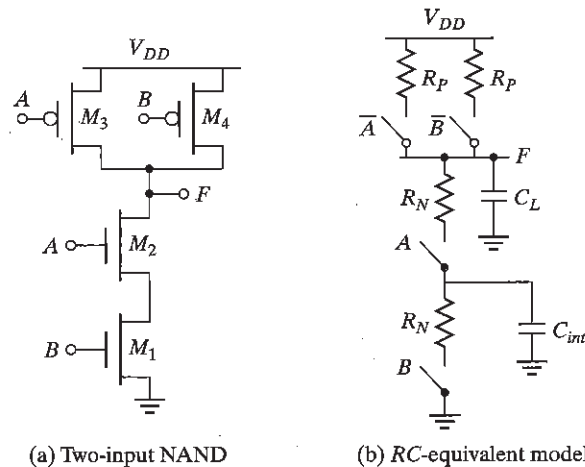 V_DD
A
M_3
B
M_4
F
A
M_2
B
M_1
(a) Two-input NAND
V_DD
R_P
R_P
A̅
B̅
F
R_N
C_L
A
R_N
C_int
B
(b) RC-equivalent model